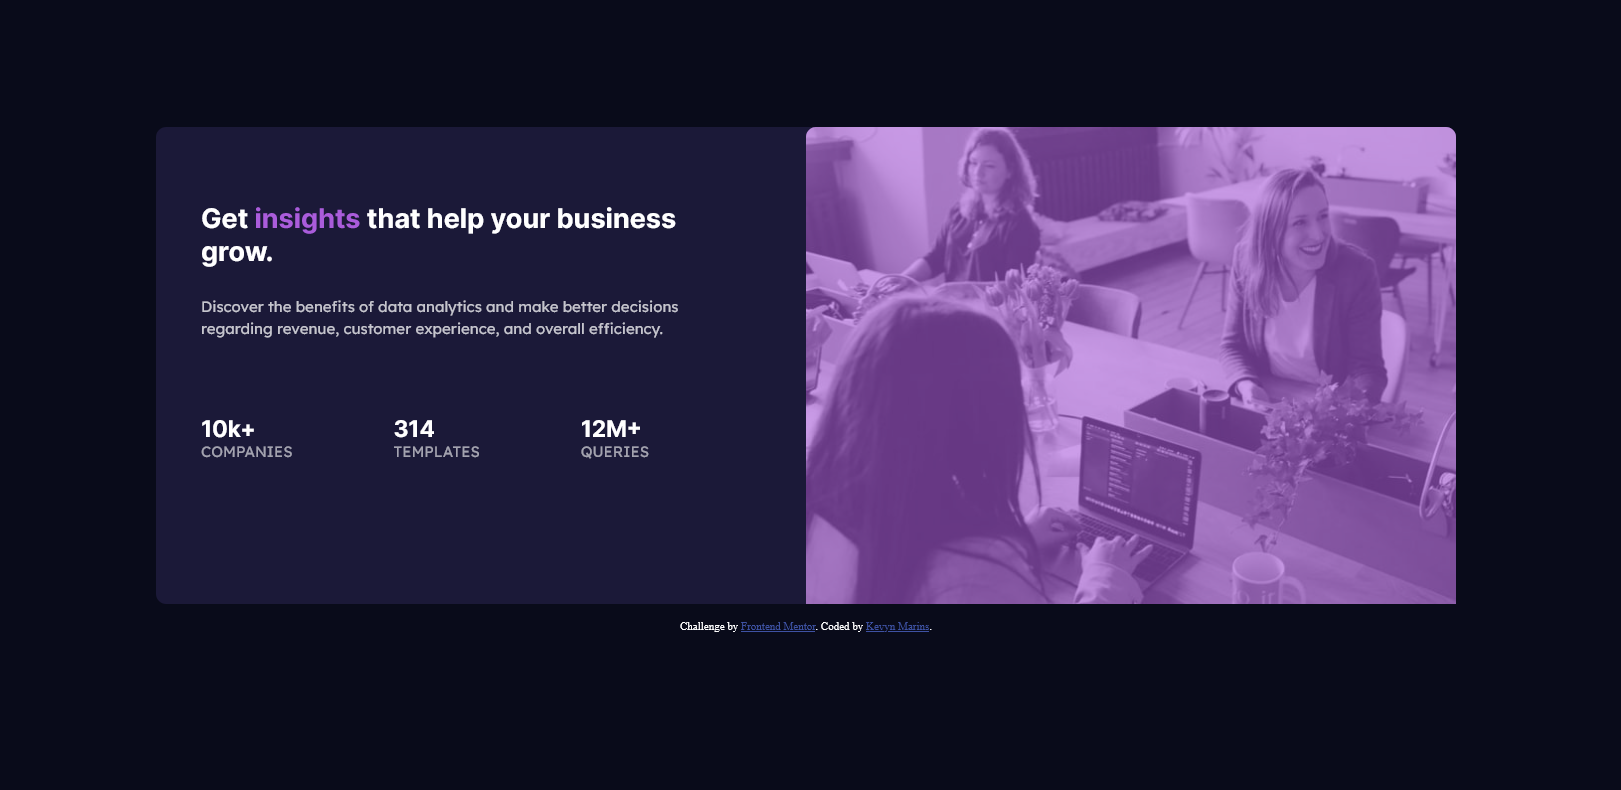 Get insights that help your business
grow.
Discover the benefits of data analytics and make better decisions
regarding revenue, customer experience, and overall efficiency.
10k+
COMPANIES
314
TEMPLATES
12M+
QUERIES
Challenge by Frontend Mentor. Coded by Kevyn Marins.